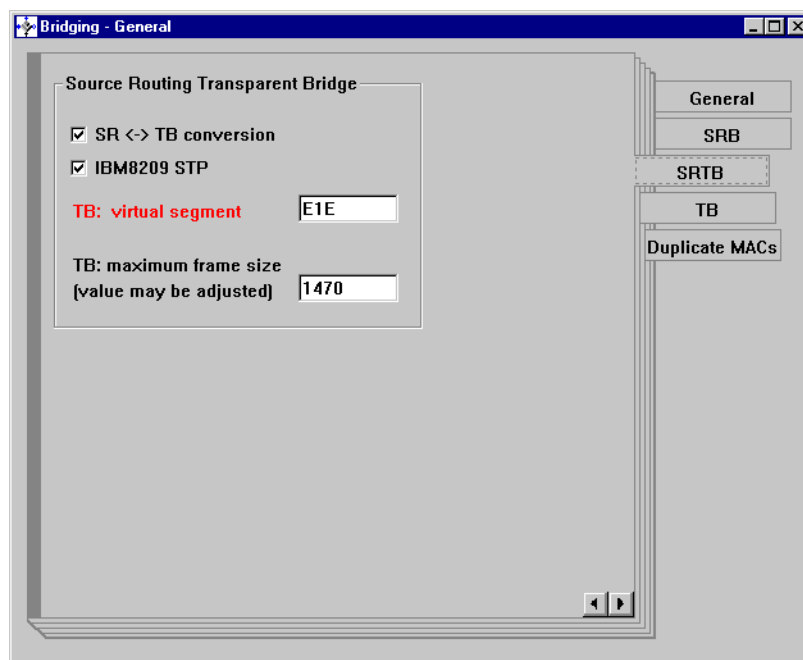 Bridging - General
Source Routing Transparent Bridge
SR <-> TB conversion
IBM8209 STP
TB: virtual segment
E1E
TB: maximum frame size
(value may be adjusted)
1470
General
SRB
SRTB
TB
Duplicate MACs